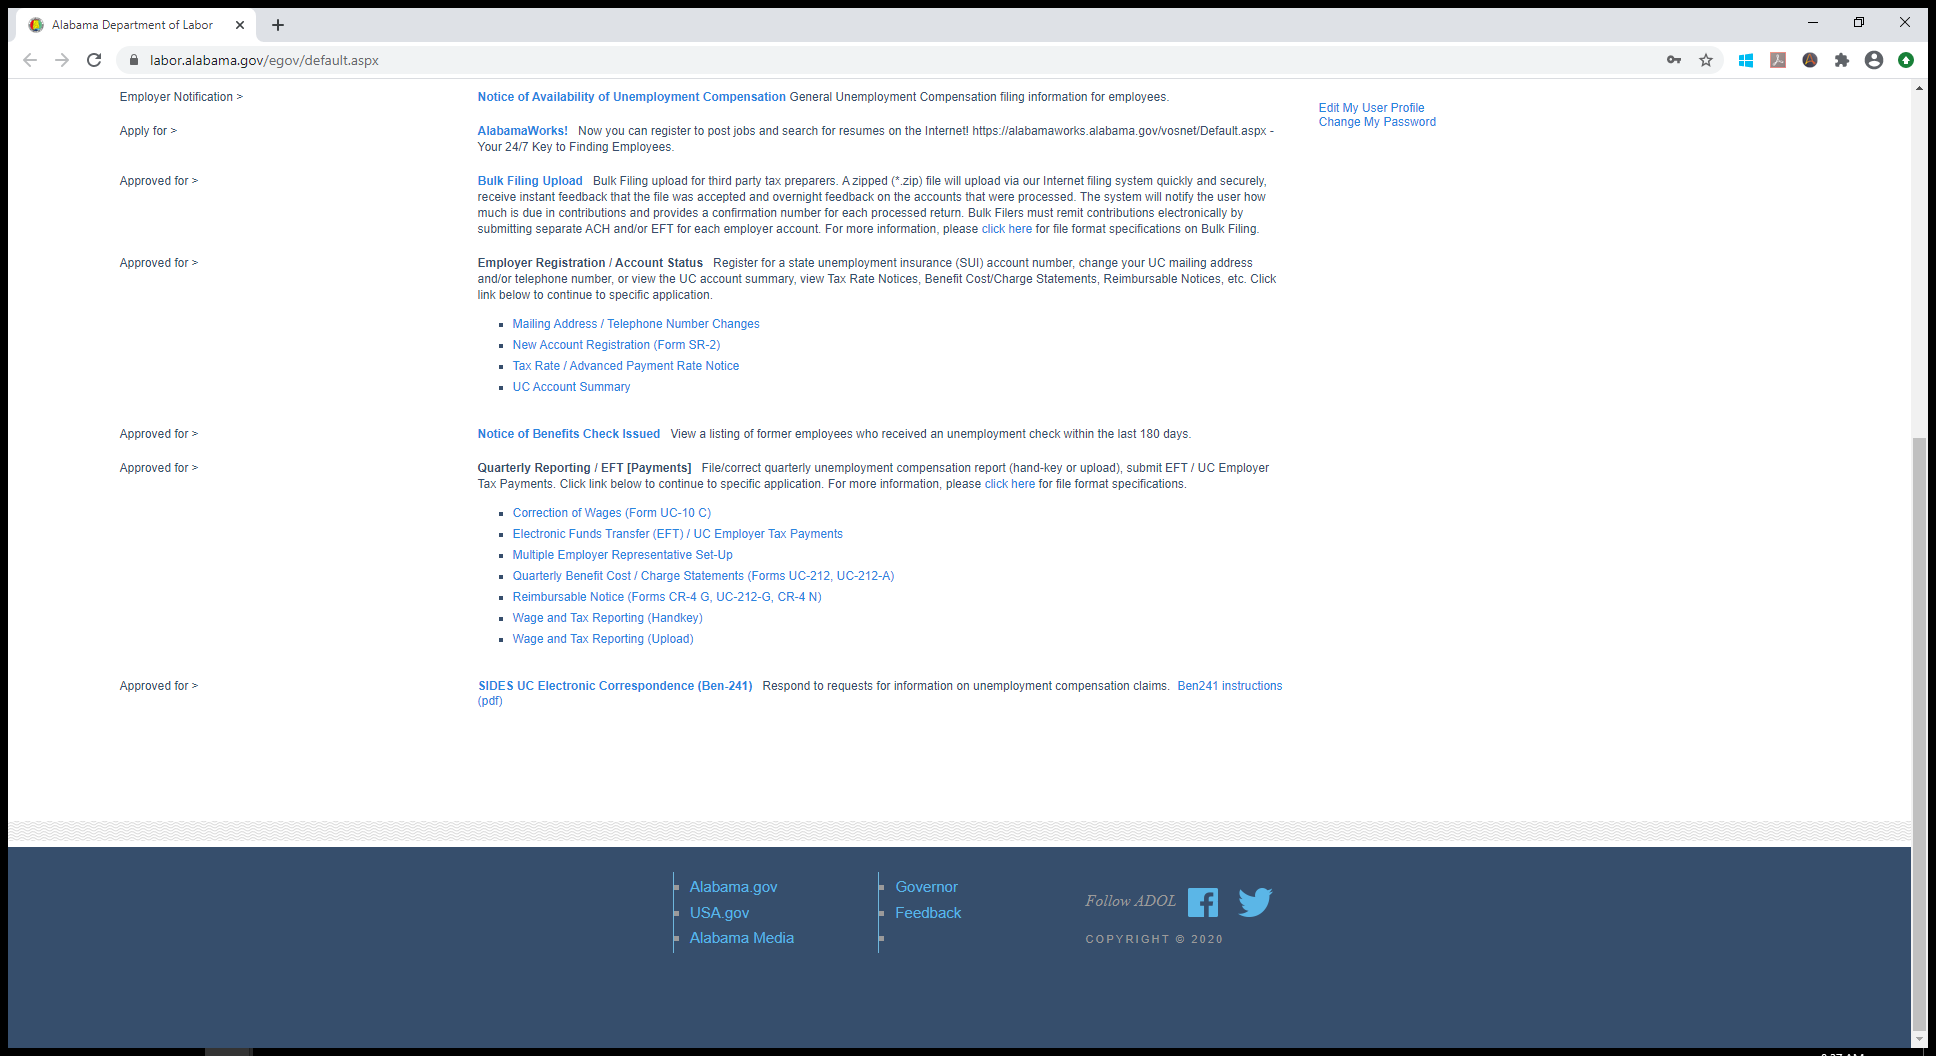 Alabama Department of Labor
labor.alabama.gov/egov/default.aspx
Employer Notification >
Notice of Availability of Unemployment Compensation General Unemployment Compensation filing information for employees.
Edit My User Profile
Change My Password
Apply for >
AlabamaWorks! Now you can register to post jobs and search for resumes on the Internet! https://alabamaworks.alabama.gov/vosnet/Default.aspx -
Your 24/7 Key to Finding Employees.
Approved for >
Bulk Filing Upload Bulk Filing upload for third party tax preparers. A zipped (*.zip) file will upload via our Internet filing system quickly and securely,
receive instant feedback that the file was accepted and overnight feedback on the accounts that were processed. The system will notify the user how
much is due in contributions and provides a confirmation number for each processed return. Bulk Filers must remit contributions electronically by
submitting separate ACH and/or EFT for each employer account. For more information, please click here for file format specifications on Bulk Filing.
Approved for >
Employer Registration / Account Status Register for a state unemployment insurance (SUI) account number, change your UC mailing address
and/or telephone number, or view the UC account summary, view Tax Rate Notices, Benefit Cost/Charge Statements, Reimbursable Notices, etc. Click
link below to continue to specific application.
Mailing Address / Telephone Number Changes
New Account Registration (Form SR-2)
Tax Rate / Advanced Payment Rate Notice
UC Account Summary
Approved for >
Notice of Benefits Check Issued View a listing of former employees who received an unemployment check within the last 180 days.
Approved for >
Quarterly Reporting / EFT [Payments] File/correct quarterly unemployment compensation report (hand-key or upload), submit EFT / UC Employer
Tax Payments. Click link below to continue to specific application. For more information, please click here for file format specifications.
Correction of Wages (Form UC-10 C)
Electronic Funds Transfer (EFT) / UC Employer Tax Payments
Multiple Employer Representative Set-Up
Quarterly Benefit Cost / Charge Statements (Forms UC-212, UC-212-A)
Reimbursable Notice (Forms CR-4 G, UC-212-G, CR-4 N)
Wage and Tax Reporting (Handkey)
Wage and Tax Reporting (Upload)
Approved for >
SIDES UC Electronic Correspondence (Ben-241) Respond to requests for information on unemployment compensation claims. Ben241 instructions
(pdf)
Alabama.gov
USA.gov
Alabama Media
Governor
Feedback
Follow ADOL
COPYRIGHT © 2020